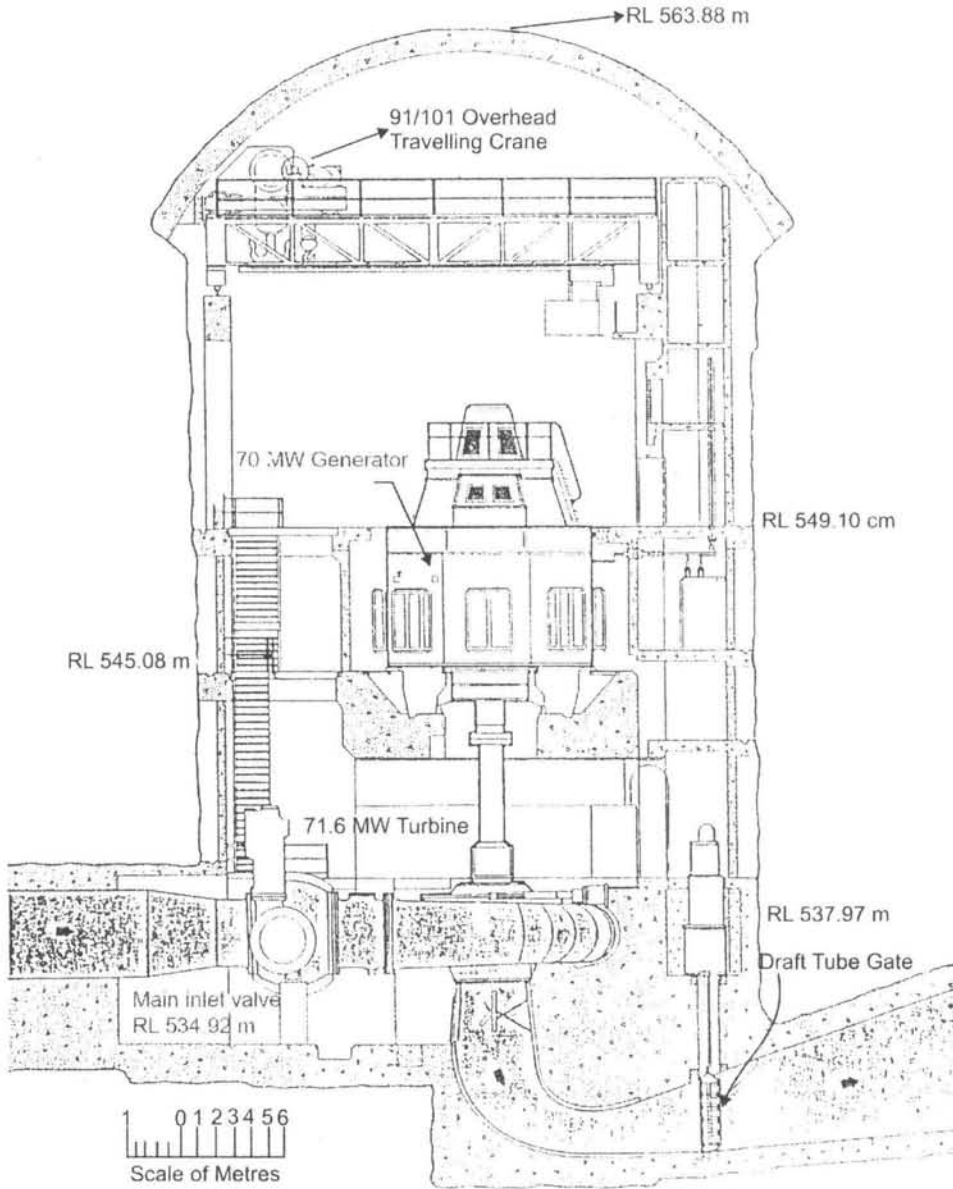 RL 563.88 m
91/101 Overhead
Travelling Crane
70 MW Generator
RL 549.10 cm
RL 545.08 m
71.6 MW Turbine
RL 537.97 m
Draft Tube Gate
Main inlet valve
RL 534.92 m
1 0 1 2 3 4 5 6
Scale of Metres